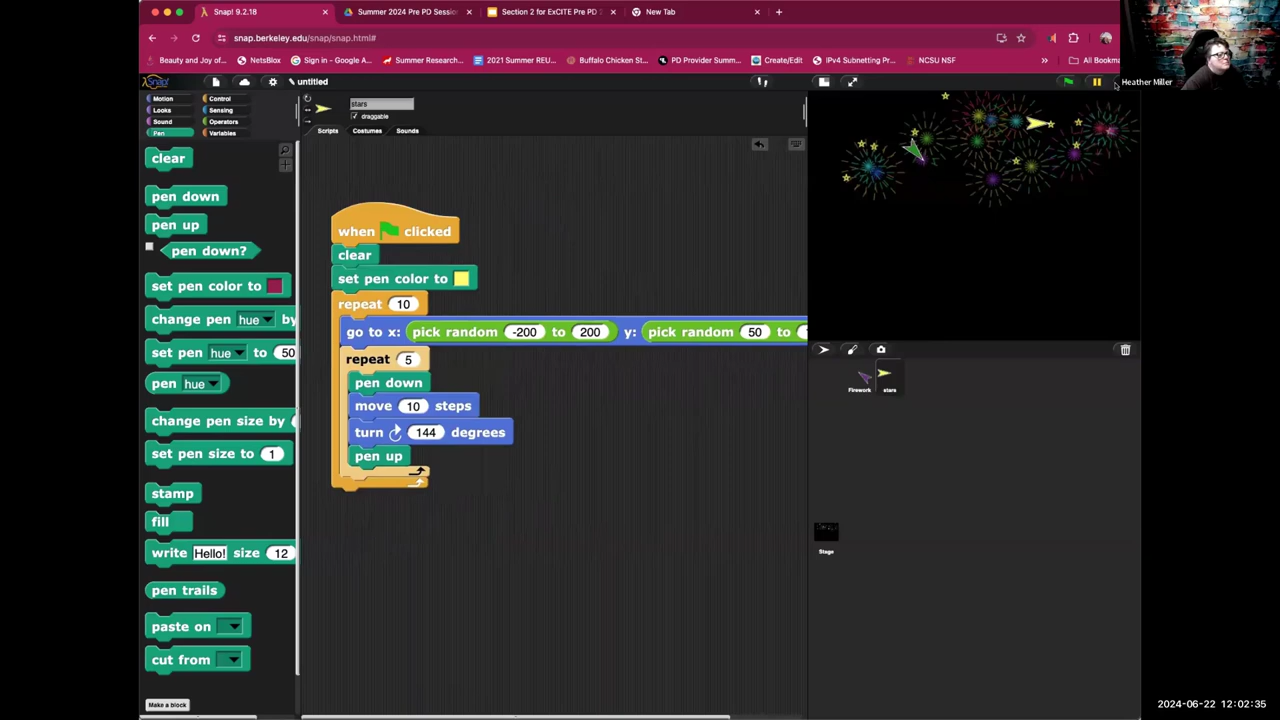 Snap! 9.2.18
Summer 2024 Pre PD Sessi
Section 2 for ExCITE Pre PD
New Tab
snap.berkeley.edu/snap/snap.html#
Beauty and Joy of...
NetsBlox
Sign in - Google A...
Summer Research...
2021 Summer REU...
Buffalo Chicken St...
PD Provider Summ...
Create/Edit
IPv4 Subnetting Pr...
NCSU NSF
All Bookma
Heather Miller
Snap!
untitled
Motion
Control
Looks
Sensing
Sound
Operators
Pen
Variables
stars
draggable
Scripts
Costumes
Sounds
clear
pen down
pen up
pen down?
set pen color to
change pen hue by
set pen hue to 50
pen hue
change pen size by
set pen size to 1
stamp
fill
write Hello! size 12
pen trails
paste on
cut from
Make a block
when clicked
clear
set pen color to
repeat 10
go to x: pick random -200 to 200 y: pick random 50 to
repeat 5
pen down
move 10 steps
turn 144 degrees
pen up
Firework
stars
Stage
2024-06-22 12:02:35